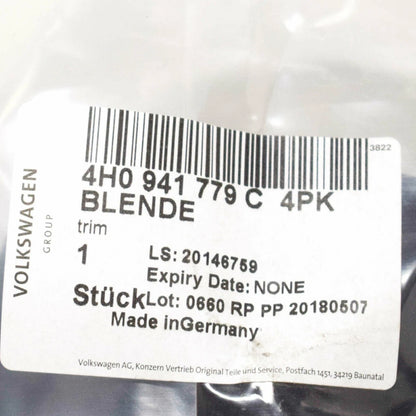 VOLKSWAGEN
GROUP
3822
4H0 941 779 C 4PK
BLENDE
trim
1 LS: 20146759
Expiry Date: NONE
Stück Lot: 0660 RP PP 20180507
Made inGermany
Volkswagen AG, Konzern Vertrieb Original Teile und Service, Postfach 1451, 34219 Baunatal